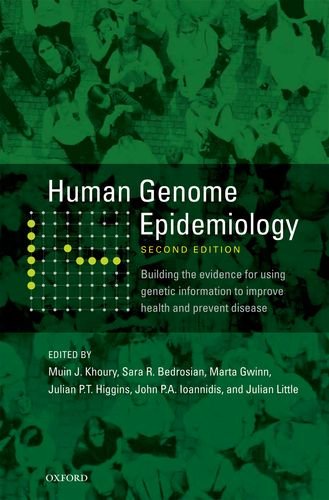 Human Genome
Epidemiology
SECOND EDITION
Building the evidence for using
genetic information to improve
health and prevent disease
EDITED BY
Muin J. Khoury, Sara R. Bedrosian, Marta Gwinn,
Julian P.T. Higgins, John P.A. Ioannidis, and Julian Little
OXFORD